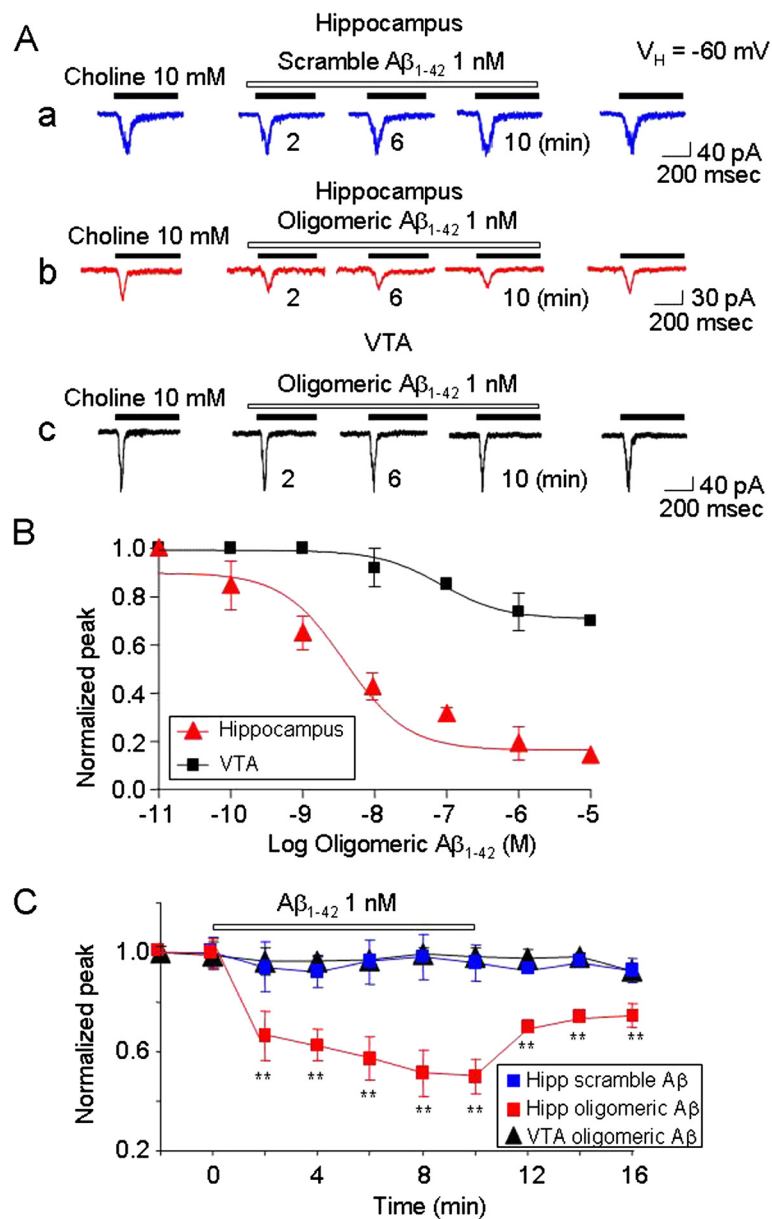 A
Hippocampus
Scramble Aβ1-42 1 nM
VH = -60 mV
Choline 10 mM
a
2
6
10 (min)
40 pA
200 msec
Hippocampus
Oligomeric Aβ1-42 1 nM
Choline 10 mM
b
2
6
10 (min)
30 pA
200 msec
VTA
Oligomeric Aβ1-42 1 nM
Choline 10 mM
c
2
6
10 (min)
40 pA
200 msec
B
Normalized peak
1.0
0.8
0.6
0.4
0.2
0.0
Hippocampus
VTA
-11 -10 -9 -8 -7 -6 -5
Log Oligomeric Aβ1-42 (M)
C
Aβ1-42 1 nM
Normalized peak
1.0
0.6
0.2
** ** ** ** ** ** ** **
Hipp scramble Aβ
Hipp oligomeric Aβ
VTA oligomeric Aβ
0 4 8 12 16
Time (min)